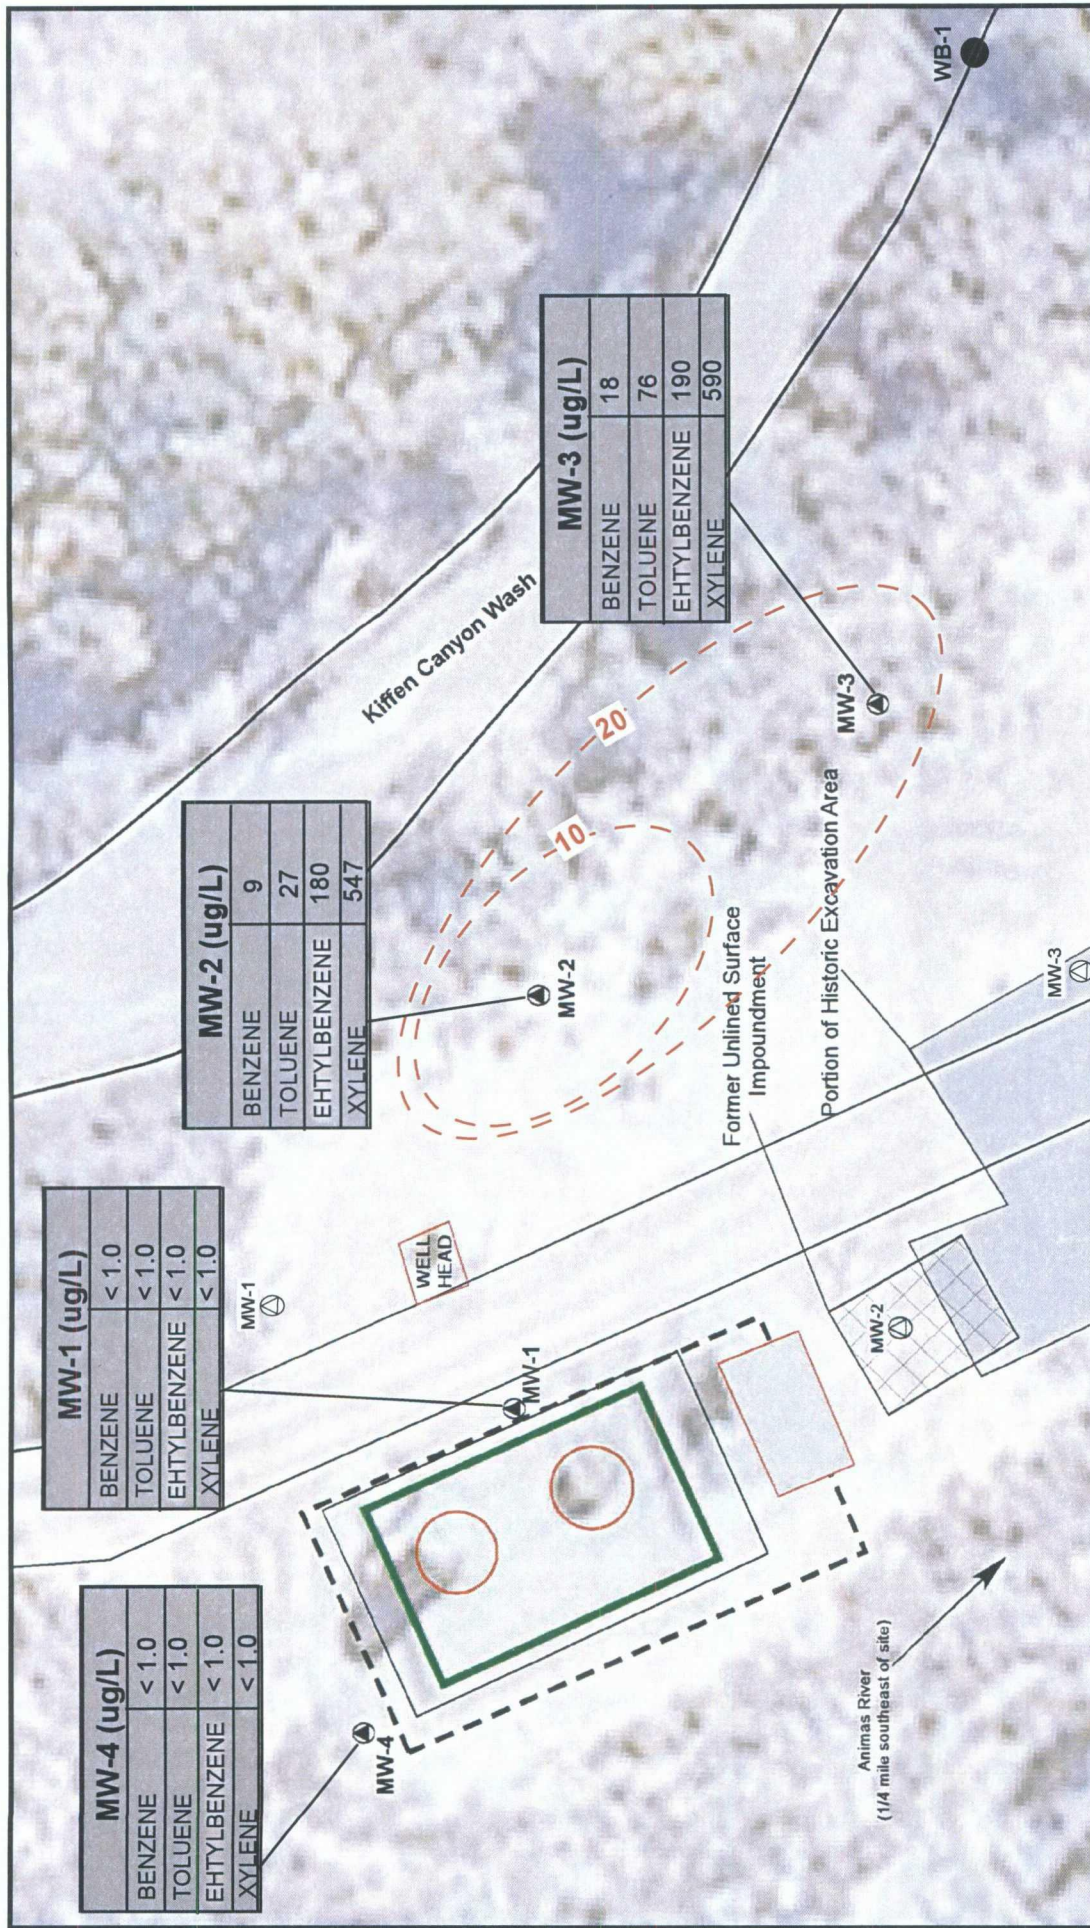 MW-4 (ug/L)
BENZENE < 1.0
TOLUENE < 1.0
EHTYLBENZENE < 1.0
XYLENE < 1.0
MW-1 (ug/L)
BENZENE < 1.0
TOLUENE < 1.0
EHTYLBENZENE < 1.0
XYLENE < 1.0
MW-2 (ug/L)
BENZENE 9
TOLUENE 27
EHTYLBENZENE 180
XYLENE 547
MW-3 (ug/L)
BENZENE 18
TOLUENE 76
EHTYLBENZENE 190
XYLENE 590
WB-1
Kiffen Canyon Wash
MW-1
WELL
HEAD
MW-4
MW-1
MW-2
10
20
MW-3
Former Unlined Surface
Impoundment
Portion of Historic Excavation Area
MW-2
MW-3
Animas River
(1/4 mile southeast of site)